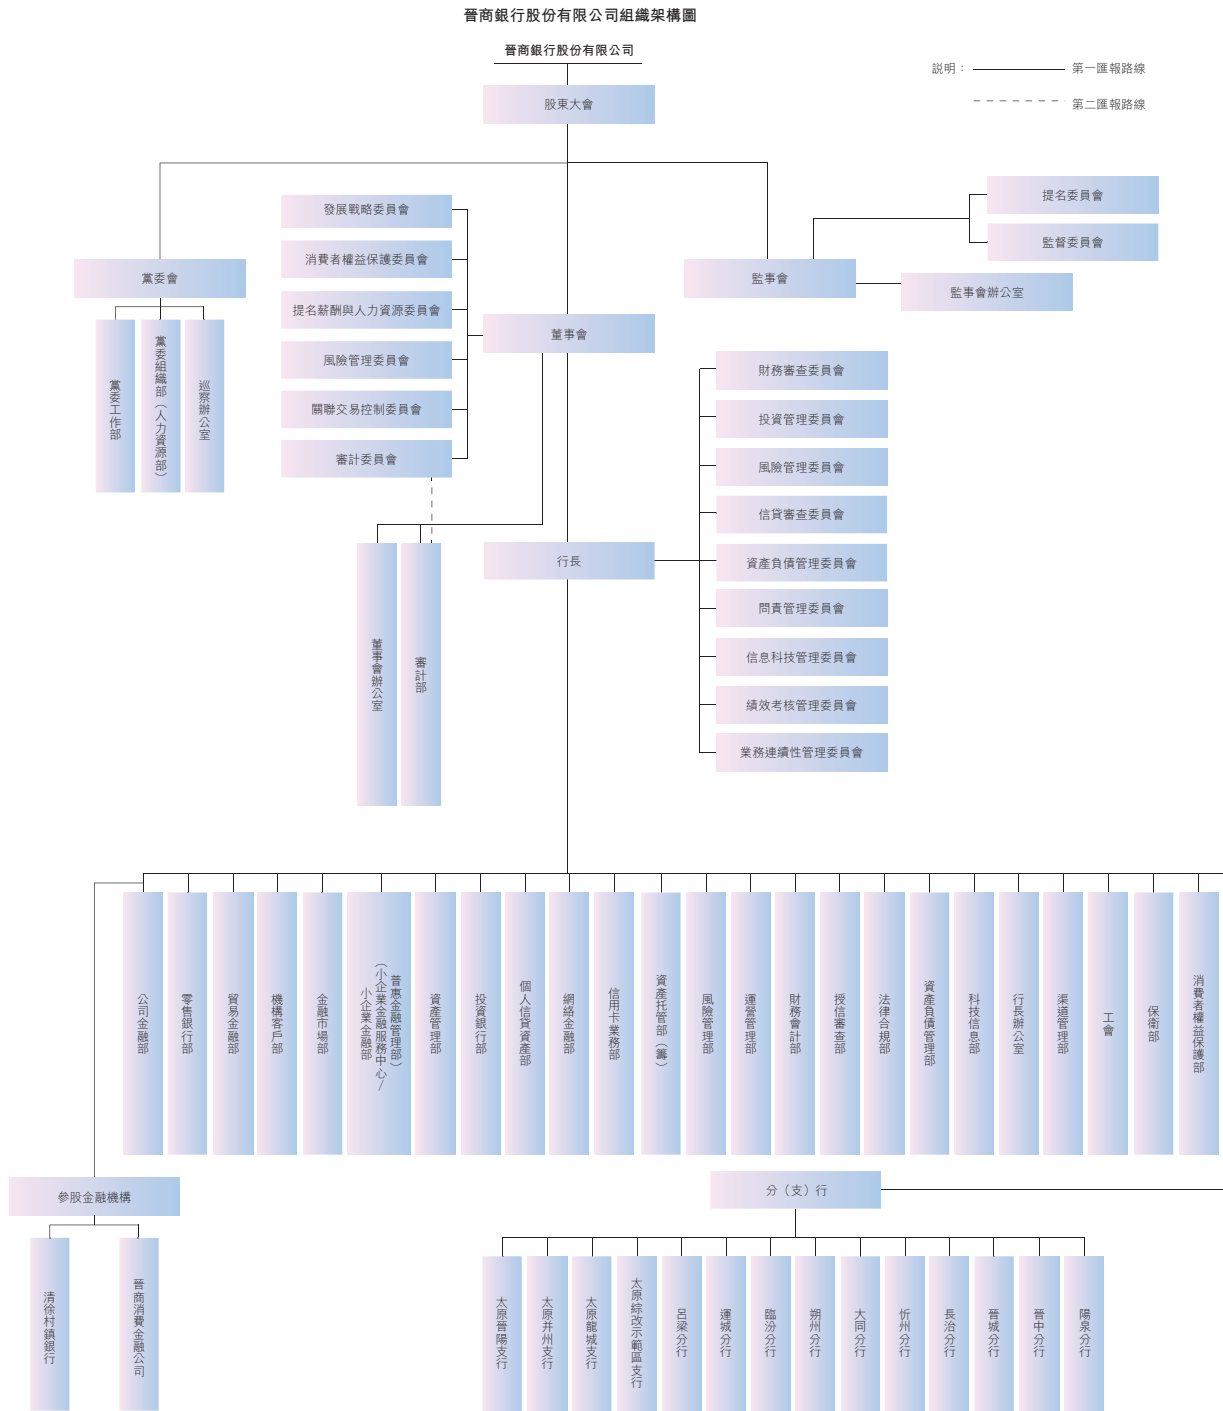 晉商銀行股份有限公司組織架構圖
晉商銀行股份有限公司
說明：
第一匯報路線
第二匯報路線
股東大會
發展戰略委員會
消費者權益保護委員會
提名薪酬與人力資源委員會
風險管理委員會
關聯交易控制委員會
審計委員會
提名委員會
監督委員會
黨委會
監事會
監事會辦公室
董事會
黨委工作部
黨委組織部（人力資源部）
巡察辦公室
財務審查委員會
投資管理委員會
風險管理委員會
信貸審查委員會
資產負債管理委員會
問責管理委員會
信息科技管理委員會
績效考核管理委員會
業務連續性管理委員會
行長
董事會辦公室
審計部
公司金融部
零售銀行部
貿易金融部
機構客戶部
金融市場部
普惠金融管理部）
（小企業金融服務中心/
小企業金融部
資產管理部
投資銀行部
個人信貸資產部
網絡金融部
信用卡業務部
資產托管部（籌）
風險管理部
運營管理部
財務會計部
授信審查部
法律合規部
資產負債管理部
科技信息部
行長辦公室
渠道管理部
工會
保衛部
消費者權益保護部
參股金融機構
清徐村鎮銀行
晉商消費金融公司
分（支）行
太原晉陽支行
太原并州支行
太原龍城支行
太原綜改示範區支行
呂梁分行
運城分行
臨汾分行
朔州分行
大同分行
忻州分行
長治分行
晉城分行
晉中分行
陽泉分行